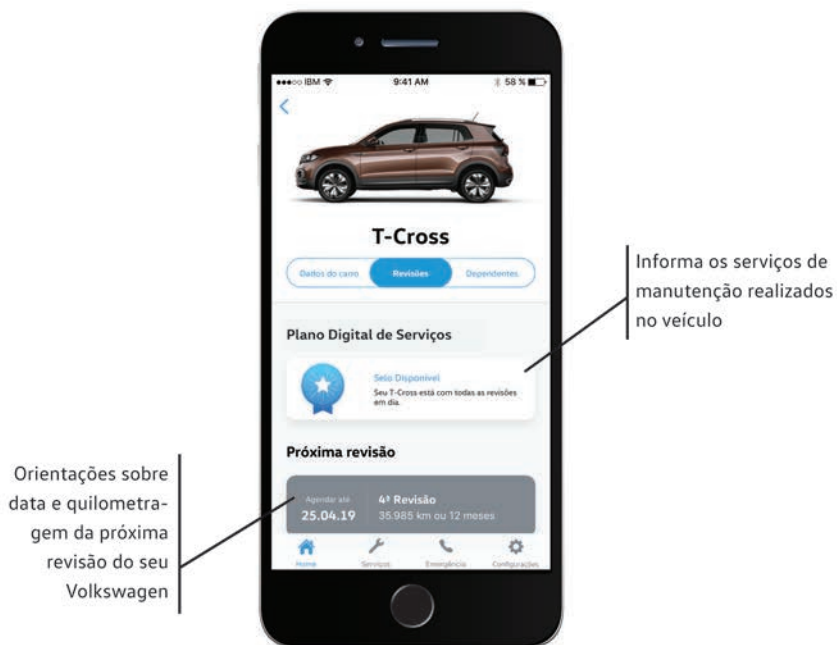 IBM
9:41 AM
58 %
T-Cross
Dados do carro
Revisões
Dependentes
Plano Digital de Serviços
Selo Disponível
Seu T-Cross está com todas as revisões
em dia.
Próxima revisão
Agendar até
25.04.19
4ª Revisão
35.985 km ou 12 meses
Home
Serviços
Emergência
Configurações
Informa os serviços de
manutenção realizados
no veículo
Orientações sobre
data e quilometra-
gem da próxima
revisão do seu
Volkswagen